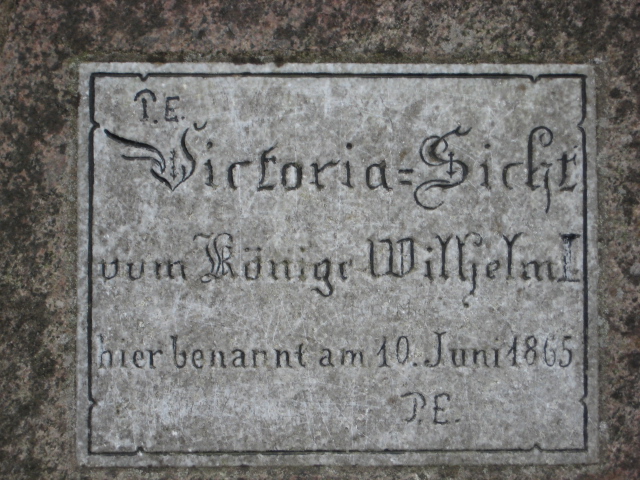 P.E.
Victoria=Sicht
vom Könige Wilhelm I.
hier benannt am 10. Juni 1865
P.E.